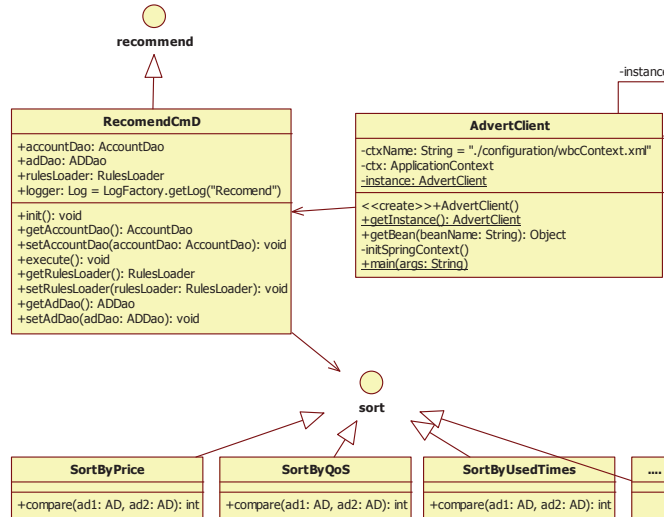 recommend
-instance
RecomendCmD
+accountDao: AccountDao
+adDao: ADDao
+rulesLoader: RulesLoader
+logger: Log = LogFactory.getLog("Recomend")
+init(): void
+getAccountDao(): AccountDao
+setAccountDao(accountDao: AccountDao): void
+execute(): void
+getRulesLoader(): RulesLoader
+setRulesLoader(rulesLoader: RulesLoader): void
+getAdDao(): ADDao
+setAdDao(adDao: ADDao): void
AdvertClient
-ctxName: String = "./configuration/wbcContext.xml"
-ctx: ApplicationContext
-instance: AdvertClient
<<create>>+AdvertClient()
+getInstance(): AdvertClient
+getBean(beanName: String): Object
-initSpringContext()
+main(args: String)
sort
SortByPrice
+compare(ad1: AD, ad2: AD): int
SortByQoS
+compare(ad1: AD, ad2: AD): int
SortByUsedTimes
+compare(ad1: AD, ad2: AD): int
....